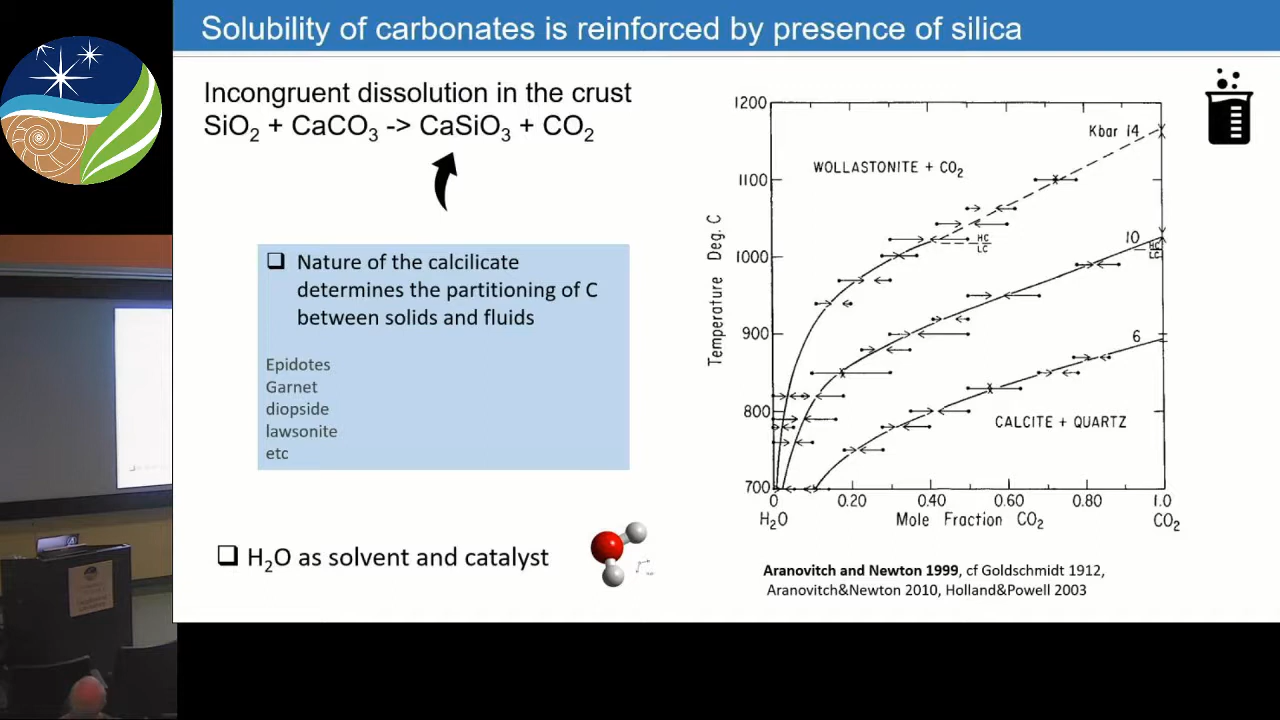 Solubility of carbonates is reinforced by presence of silica
Incongruent dissolution in the crust
SiO2 + CaCO3 -> CaSiO3 + CO2
❑ Nature of the calcilicate
determines the partitioning of C
between solids and fluids
Epidotes
Garnet
diopside
lawsonite
etc
❑ H2O as solvent and catalyst
1200
1100
1000
900
800
700
Temperature Deg. C
Kbar 14
WOLLASTONITE + CO2
HC
LC
10
HC
LC
6
CALCITE + QUARTZ
0 0.20 0.40 0.60 0.80 1.0
H2O Mole Fraction CO2 CO2
Aranovitch and Newton 1999, cf Goldschmidt 1912,
Aranovitch&Newton 2010, Holland&Powell 2003